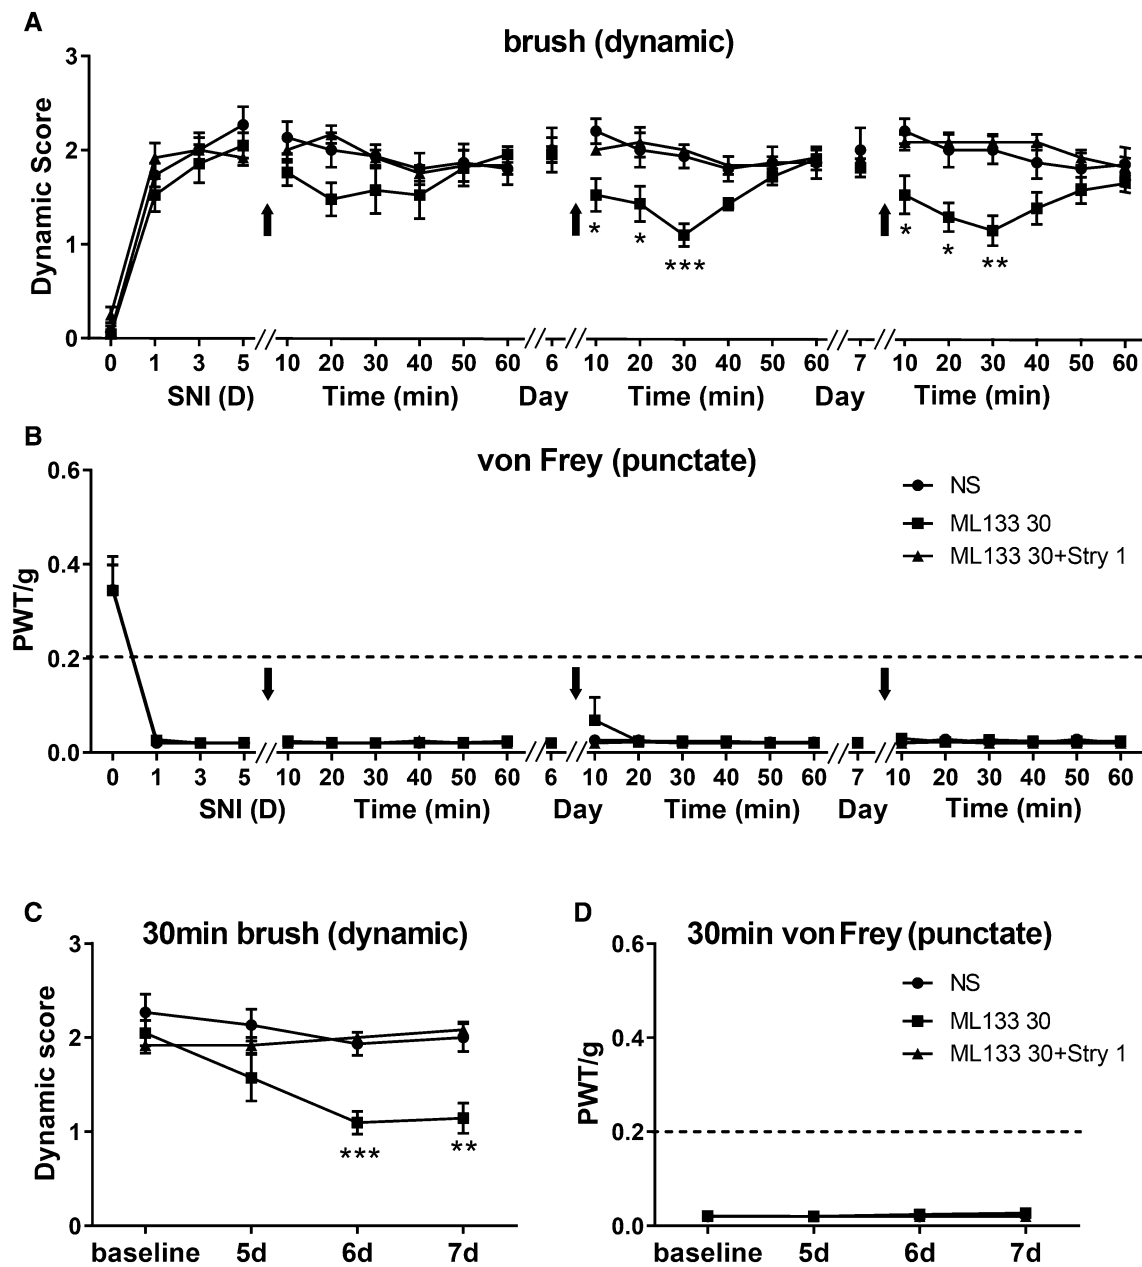 A
brush (dynamic)
Dynamic Score
3
2
1
0
0 1 3 5 10 20 30 40 50 60 6 10 20 30 40 50 60 7 10 20 30 40 50 60
SNI (D) Time (min) Day Time (min) Day Time (min)
* * *** * * **
B
von Frey (punctate)
PWT/g
0.6
0.4
0.2
0.0
NS
ML133 30
ML133 30+Stry 1
0 1 3 5 10 20 30 40 50 60 6 10 20 30 40 50 60 7 10 20 30 40 50 60
SNI (D) Time (min) Day Time (min) Day Time (min)
C
30min brush (dynamic)
Dynamic score
3
2
1
0
*** **
baseline 5d 6d 7d
D
30min von Frey (punctate)
PWT/g
0.6
0.4
0.2
0.0
NS
ML133 30
ML133 30+Stry 1
baseline 5d 6d 7d